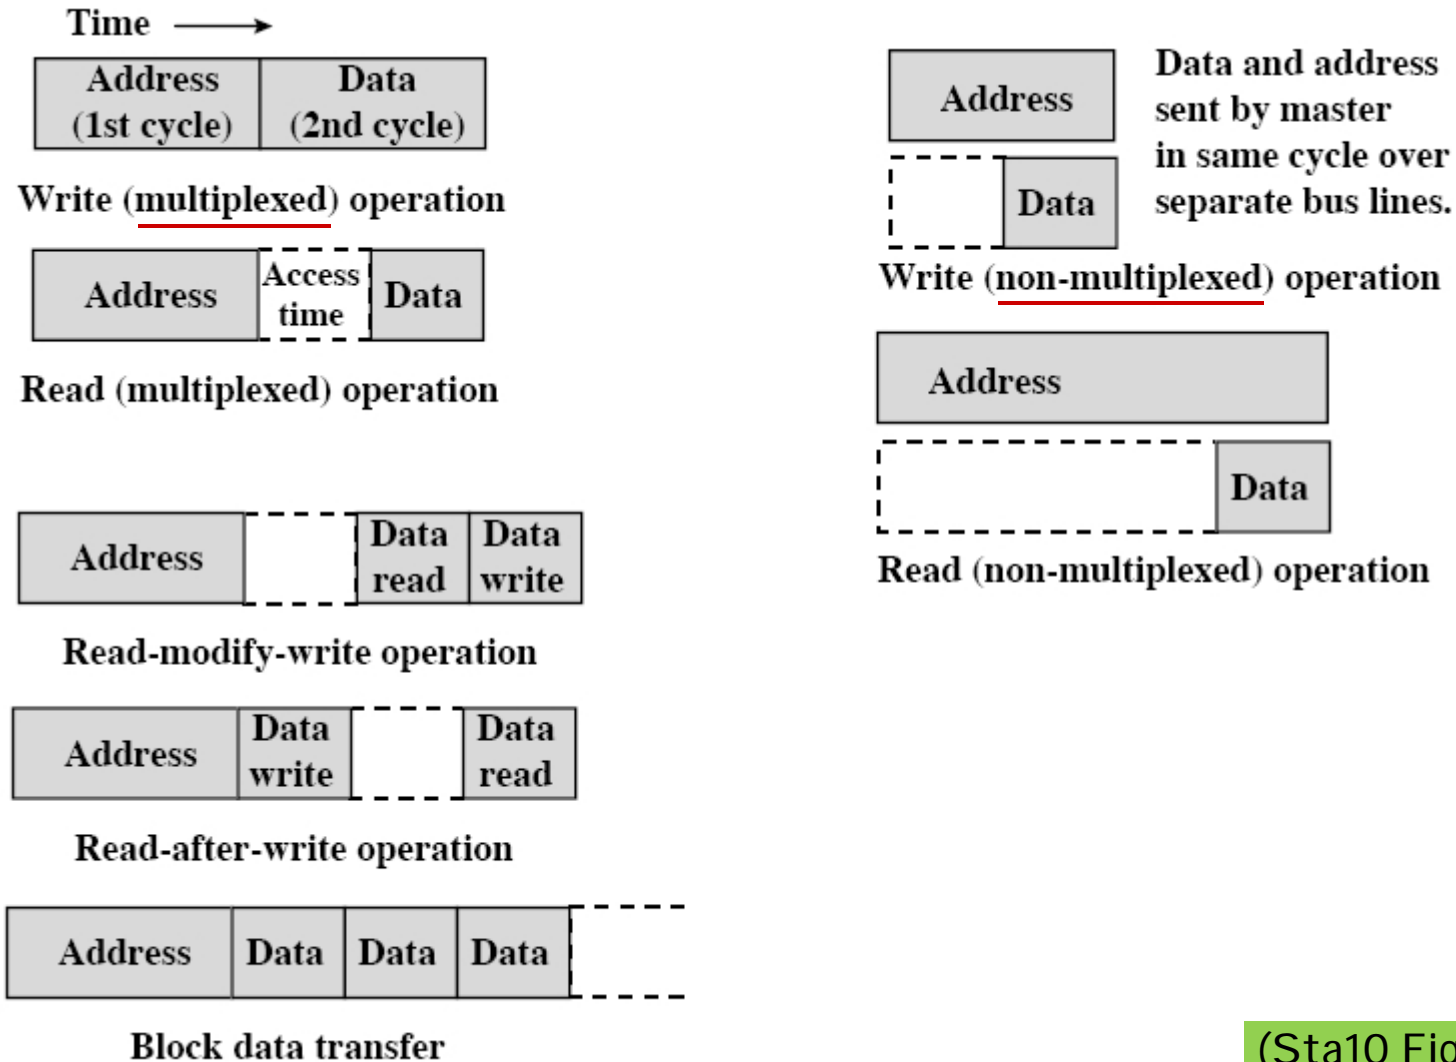 Time
Address
(1st cycle)
Data
(2nd cycle)
Write (multiplexed) operation
Address
Access
time
Data
Read (multiplexed) operation
Address
Data
read
Data
write
Read-modify-write operation
Address
Data
write
Data
read
Read-after-write operation
Address
Data
Data
Data
Block data transfer
Address
Data
Data and address
sent by master
in same cycle over
separate bus lines.
Write (non-multiplexed) operation
Address
Data
Read (non-multiplexed) operation
(Sta10